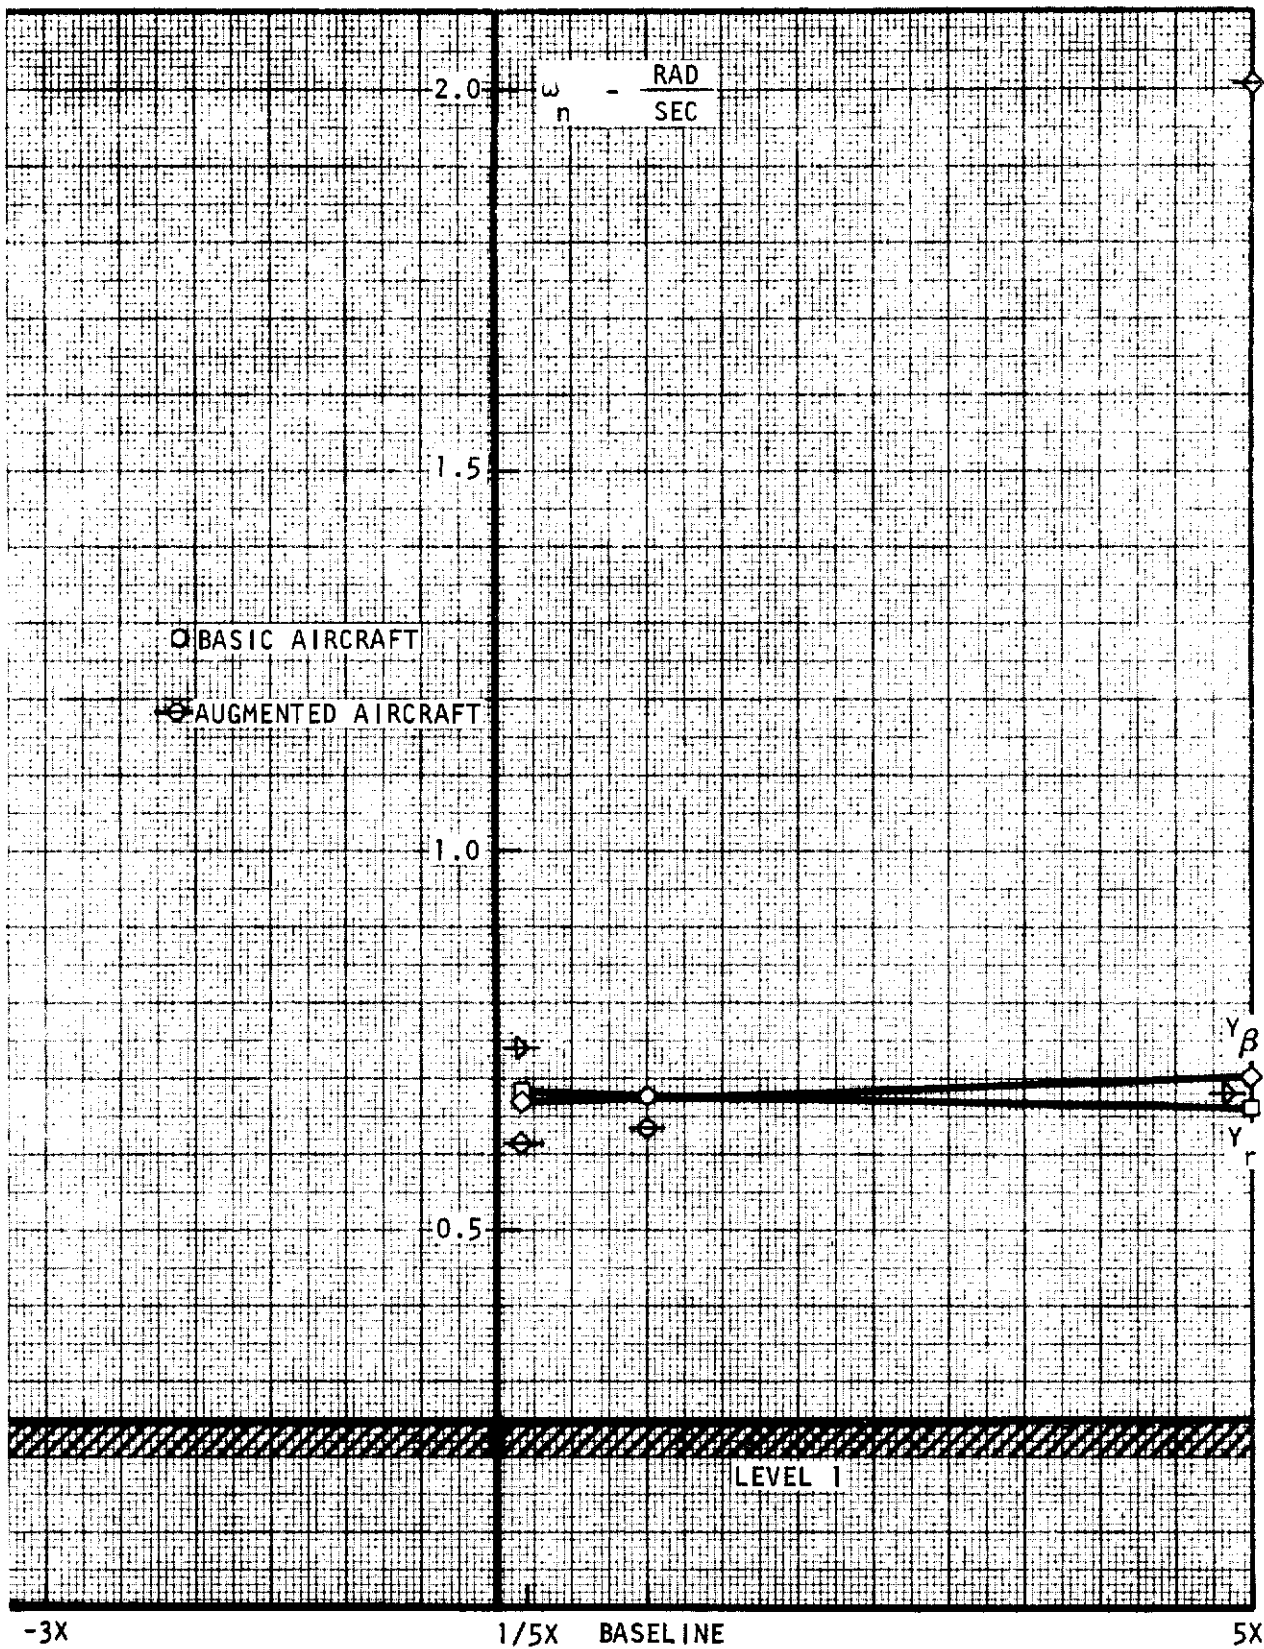 2.0 ω n - RAD
SEC
1.5
BASIC AIRCRAFT
AUGMENTED AIRCRAFT
1.0
Y β
Y r
0.5
LEVEL 1
-3X 1/5X BASELINE 5X